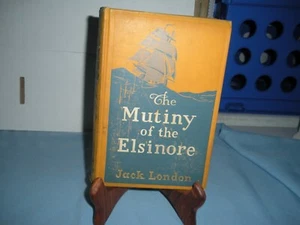 The
Mutiny
of the
Elsinore
Jack London